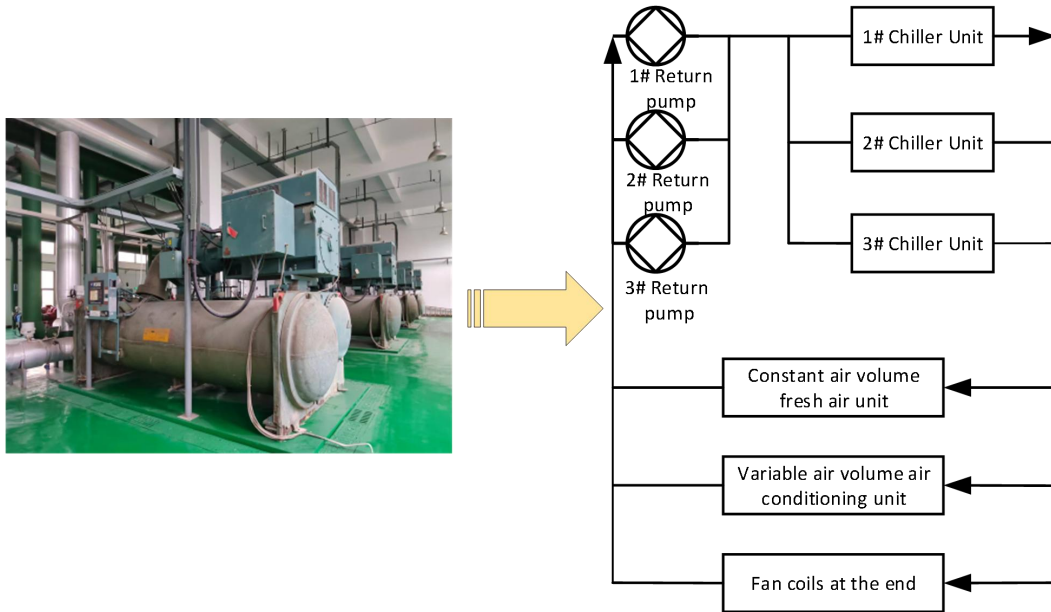 1# Return
pump
2# Return
pump
3# Return
pump
1# Chiller Unit
2# Chiller Unit
3# Chiller Unit
Constant air volume
fresh air unit
Variable air volume air
conditioning unit
Fan coils at the end